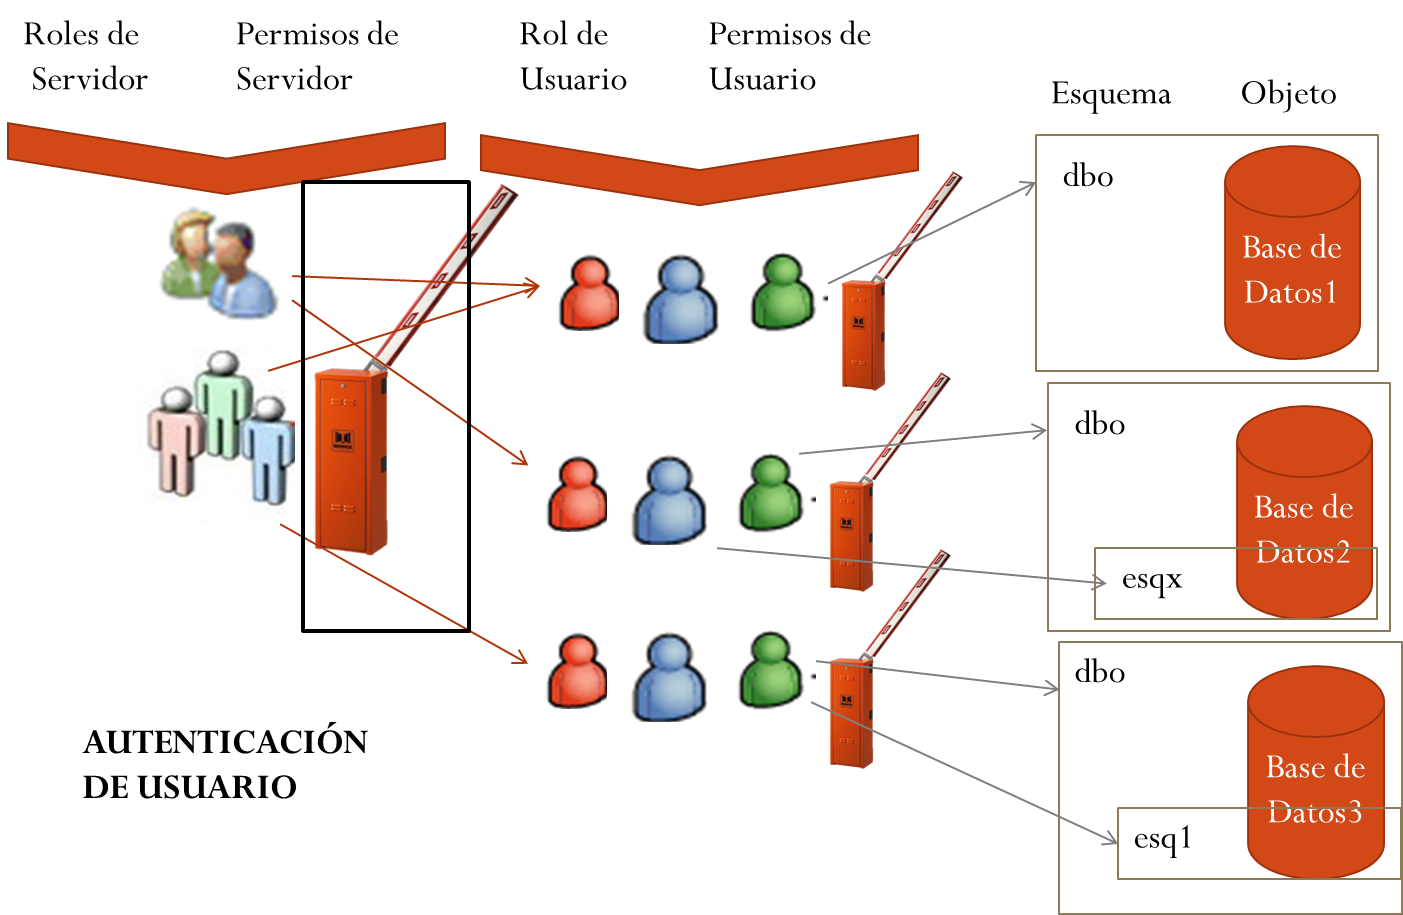 Roles de
Servidor
Permisos de
Servidor
Rol de
Usuario
Permisos de
Usuario
Esquema
Objeto
dbo
Base de
Datos1
dbo
Base de
Datos2
esqx
dbo
Base de
Datos3
esq1
AUTENTICACIÓN
DE USUARIO